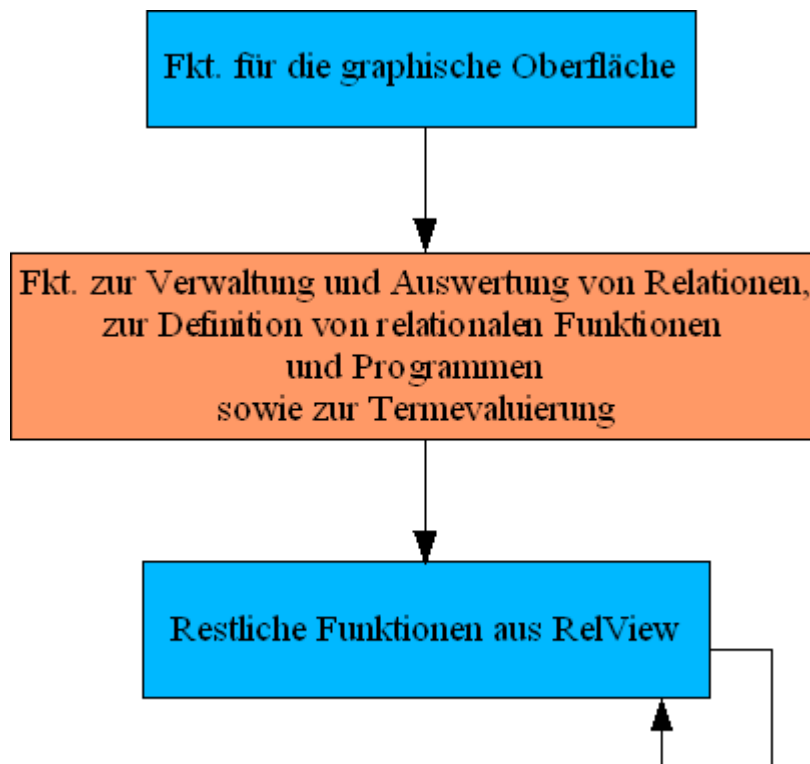 Fkt. für die graphische Oberfläche
Fkt. zur Verwaltung und Auswertung von Relationen,
zur Definition von relationalen Funktionen
und Programmen
sowie zur Termevaluierung
Restliche Funktionen aus RelView